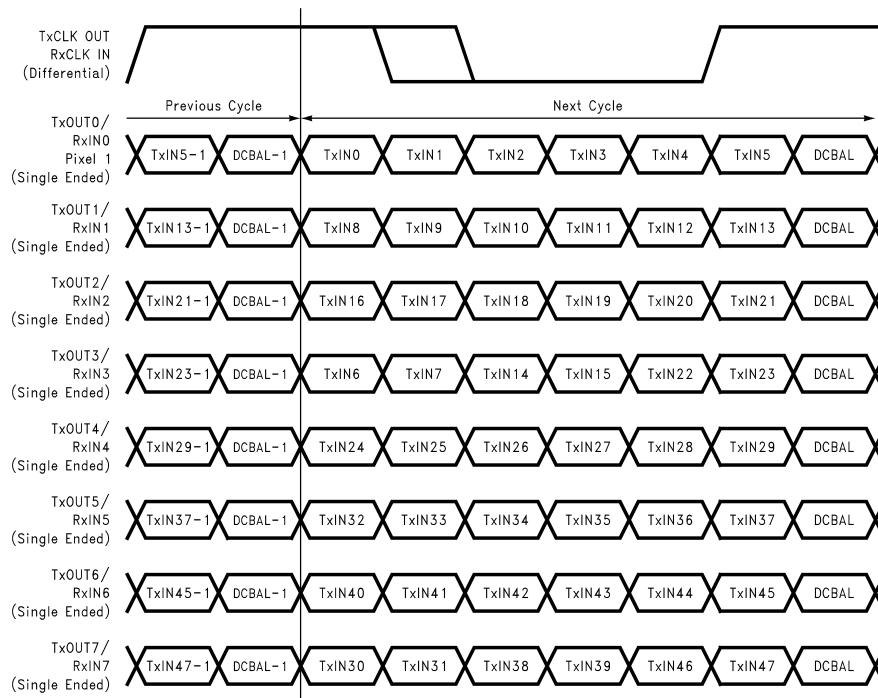 TxCLK OUT
RxCLK IN
(Differential)
Previous Cycle
Next Cycle
TxOUT0/
RxIN0
Pixel 1
(Single Ended)
TxIN5-1 DCBAL-1 TxIN0 TxIN1 TxIN2 TxIN3 TxIN4 TxIN5 DCBAL
TxOUT1/
RxIN1
(Single Ended)
TxIN13-1 DCBAL-1 TxIN8 TxIN9 TxIN10 TxIN11 TxIN12 TxIN13 DCBAL
TxOUT2/
RxIN2
(Single Ended)
TxIN21-1 DCBAL-1 TxIN16 TxIN17 TxIN18 TxIN19 TxIN20 TxIN21 DCBAL
TxOUT3/
RxIN3
(Single Ended)
TxIN23-1 DCBAL-1 TxIN6 TxIN7 TxIN14 TxIN15 TxIN22 TxIN23 DCBAL
TxOUT4/
RxIN4
(Single Ended)
TxIN29-1 DCBAL-1 TxIN24 TxIN25 TxIN26 TxIN27 TxIN28 TxIN29 DCBAL
TxOUT5/
RxIN5
(Single Ended)
TxIN37-1 DCBAL-1 TxIN32 TxIN33 TxIN34 TxIN35 TxIN36 TxIN37 DCBAL
TxOUT6/
RxIN6
(Single Ended)
TxIN45-1 DCBAL-1 TxIN40 TxIN41 TxIN42 TxIN43 TxIN44 TxIN45 DCBAL
TxOUT7/
RxIN7
(Single Ended)
TxIN47-1 DCBAL-1 TxIN30 TxIN31 TxIN38 TxIN39 TxIN46 TxIN47 DCBAL